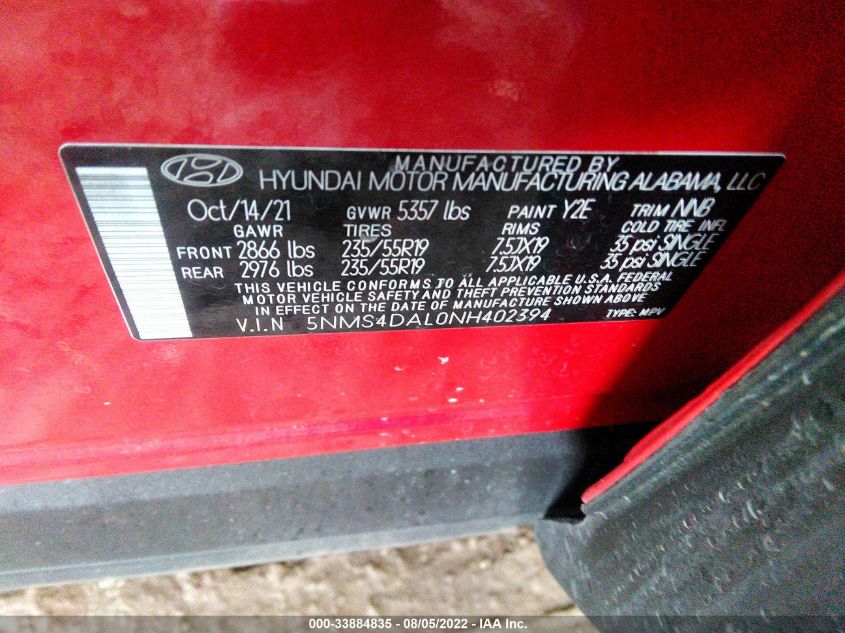 MANUFACTURED BY
HYUNDAI MOTOR MANUFACTURING ALABAMA, LLC
Oct/14/21 GVWR 5357 lbs PAINT Y2E TRIM NNB
GAWR TIRES RIMS COLD TIRE INFL
FRONT 2866 lbs 235/55R19 7.5JX19 35 psi SINGLE
REAR 2976 lbs 235/55R19 7.5JX19 35 psi SINGLE
THIS VEHICLE CONFORMS TO ALL APPLICABLE U.S.A. FEDERAL
MOTOR VEHICLE SAFETY AND THEFT PREVENTION STANDARDS
IN EFFECT ON THE DATE OF MANUFACTURE SHOWN ABOVE
V.I.N 5NMS4DAL0NH402394 TYPE: MPV
000-33884835 - 08/05/2022 - IAA Inc.